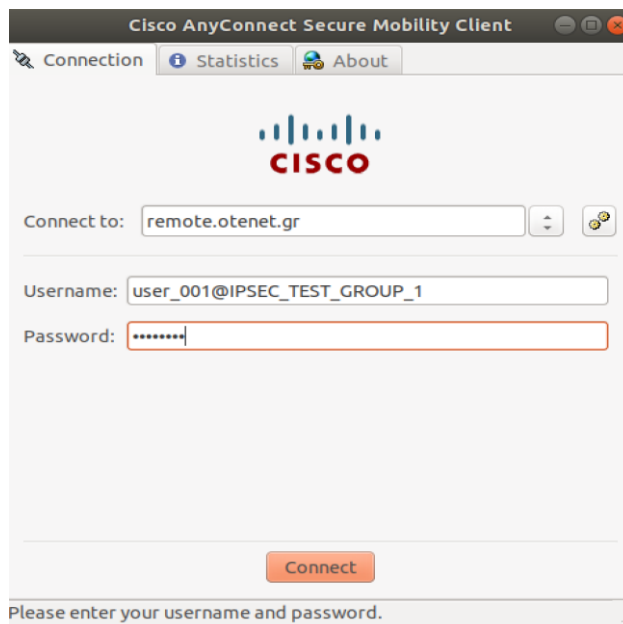 Cisco AnyConnect Secure Mobility Client
Connection Statistics About
CISCO
Connect to: remote.otenet.gr
Username: user_001@IPSEC_TEST_GROUP_1
Password: ••••••••
Connect
Please enter your username and password.